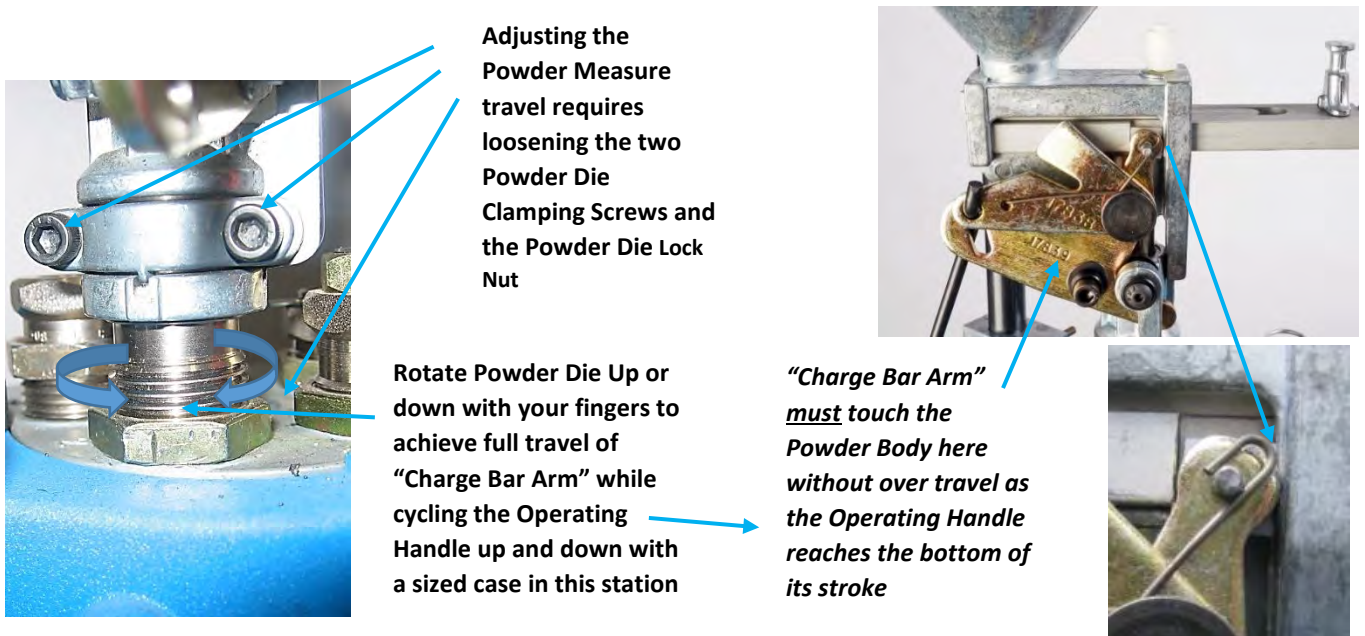 Adjusting the
Powder Measure
travel requires
loosening the two
Powder Die
Clamping Screws and
the Powder Die Lock
Nut
Rotate Powder Die Up or
down with your fingers to
achieve full travel of
“Charge Bar Arm” while
cycling the Operating
Handle up and down with
a sized case in this station
“Charge Bar Arm”
must touch the
Powder Body here
without over travel as
the Operating Handle
reaches the bottom of
its stroke
17839